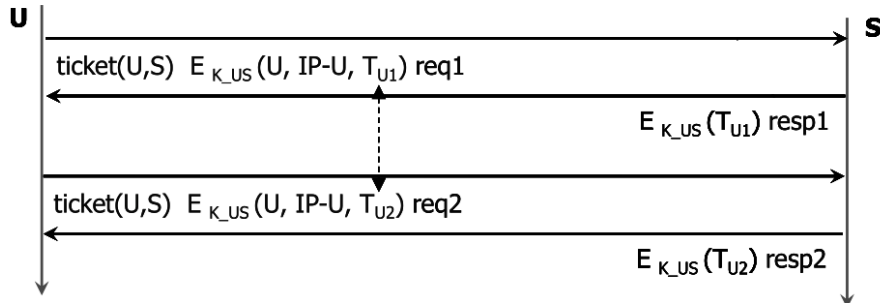 U
S
ticket(U,S) E K_US (U, IP-U, TU1) req1
E K_US (TU1) resp1
ticket(U,S) E K_US (U, IP-U, TU2) req2
E K_US (TU2) resp2